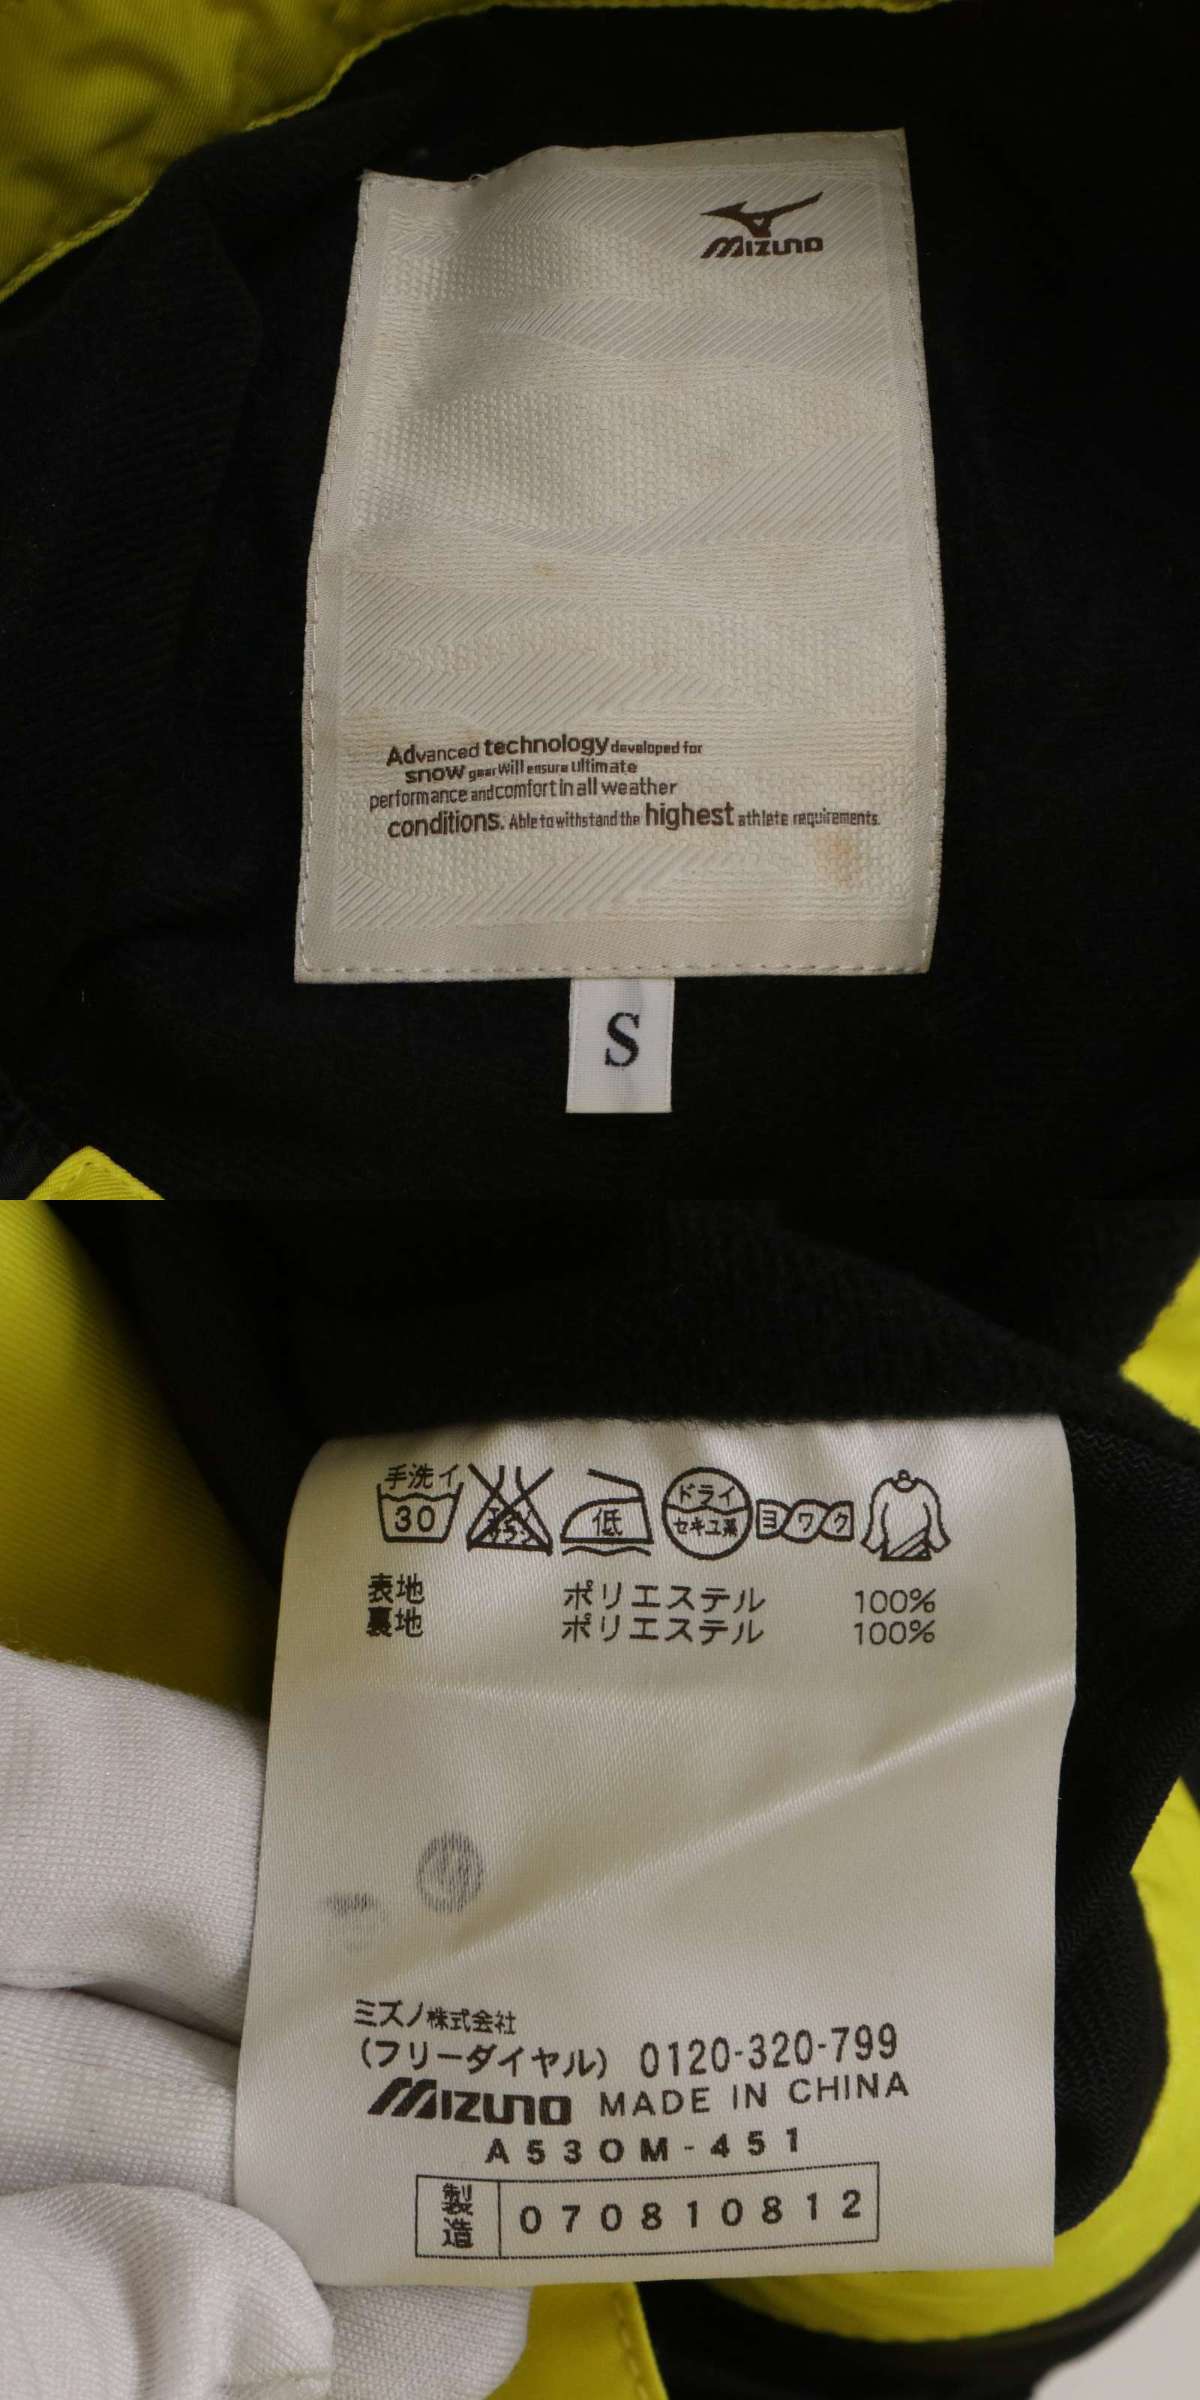 MIZUNO
Advanced technology developed for
snow gear will ensure ultimate
performance and comfort in all weather
conditions. Able to withstand the highest athlete requirements.
S
手洗イ
30
低
ドライ
セキユ系
ヨワク
表地 ポリエステル 100%
裏地 ポリエステル 100%
ミズノ株式会社
(フリーダイヤル) 0120-320-799
MIZUNO MADE IN CHINA
A53OM-451
製造 070810812